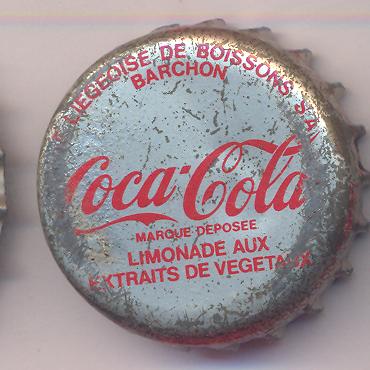 LIEGEOISE DE BOISSONS S.A.
BARCHON
Coca-Cola
MARQUE DEPOSEE
LIMONADE AUX
EXTRAITS DE VEGETAUX